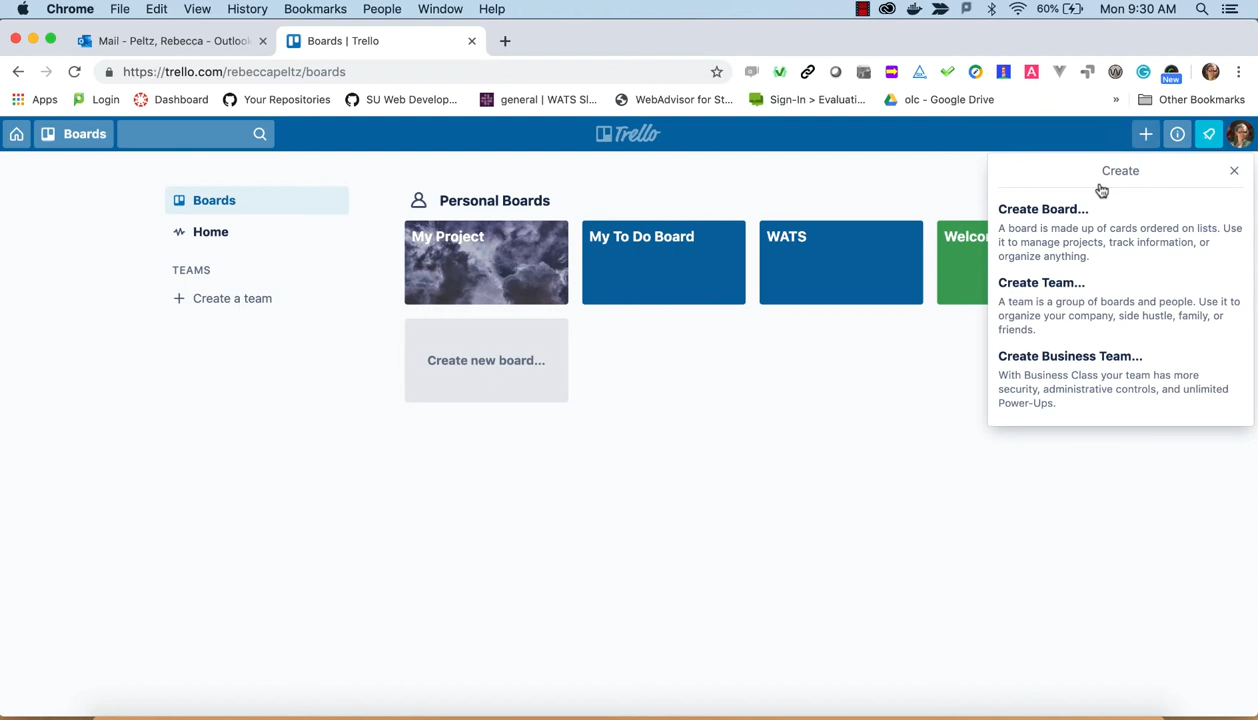 Chrome File Edit View History Bookmarks People Window Help 60% Mon 9:30 AM
Mail - Peltz, Rebecca - Outlook Boards | Trello
https://trello.com/rebeccapeltz/boards
New
Apps Login Dashboard Your Repositories SU Web Develop... general | WATS Sl... WebAdvisor for St... Sign-In > Evaluati... olc - Google Drive » Other Bookmarks
Boards Trello
Create
Boards Personal Boards
Create Board...
A board is made up of cards ordered on lists. Use
it to manage projects, track information, or
organize anything.
My Project My To Do Board WATS Welco
Home
TEAMS
Create a team
Create Team...
A team is a group of boards and people. Use it to
organize your company, side hustle, family, or
friends.
Create new board...
Create Business Team...
With Business Class your team has more
security, administrative controls, and unlimited
Power-Ups.